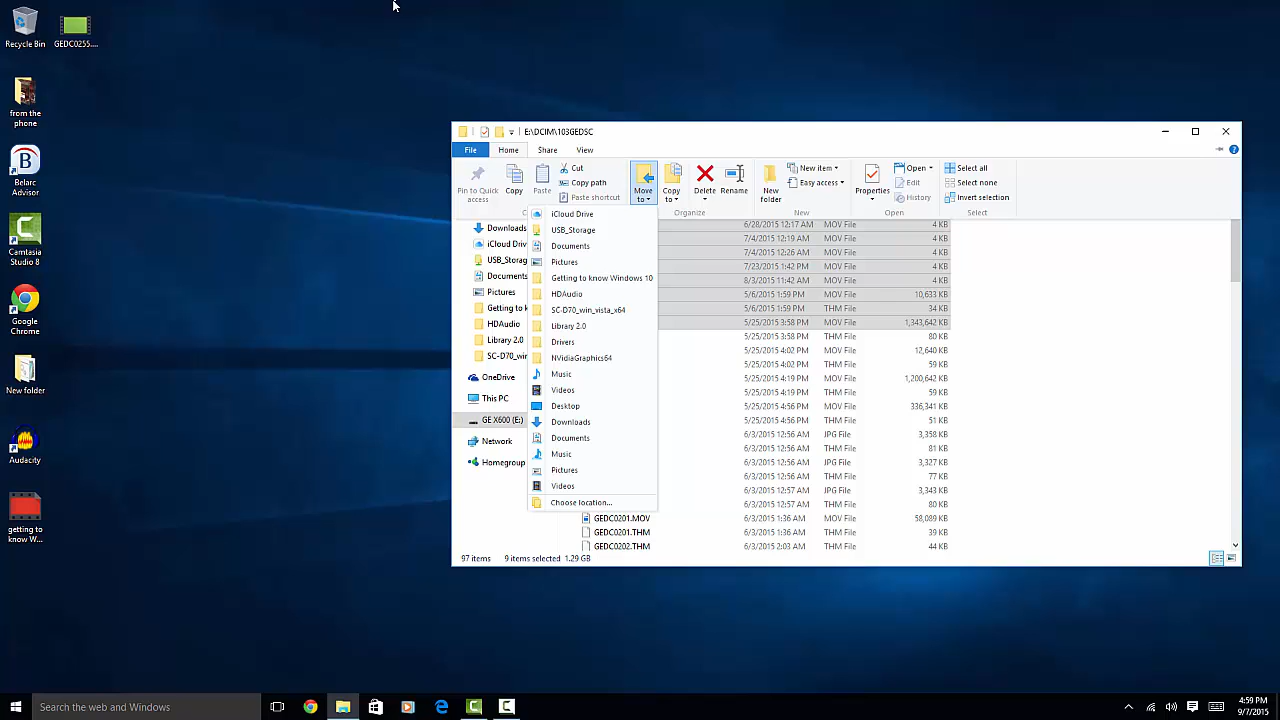 Recycle Bin
GEDC0255....
from the
phone
Belarc
Advisor
Camtasia
Studio 8
Google
Chrome
New folder
Audacity
getting to
know W...
E:\DCIM\103GEDSC
File
Home
Share
View
Pin to Quick
access
Copy
Paste
Cut
Copy path
Paste shortcut
Move
to
Copy
to
Delete
Rename
New
folder
New item
Easy access
Properties
Open
Edit
History
Select all
Select none
Invert selection
Organize
New
Open
Select
Downloads
iCloud Driv
USB_Storag
Documents
Pictures
Getting to k
HDAudio
Library 2.0
SC-D70_win
OneDrive
This PC
GE X600 (E:)
Network
Homegroup
iCloud Drive
USB_Storage
Documents
Pictures
Getting to know Windows 10
HDAudio
SC-D70_win_vista_x64
Library 2.0
Drivers
NVidiaGraphics64
Music
Videos
Desktop
Downloads
Documents
Music
Pictures
Videos
Choose location...
6/28/2015 12:17 AM MOV File 4 KB
7/4/2015 12:19 AM MOV File 4 KB
7/4/2015 12:26 AM MOV File 4 KB
7/23/2015 1:42 PM MOV File 4 KB
8/3/2015 11:42 AM MOV File 4 KB
5/6/2015 1:59 PM MOV File 10,633 KB
5/6/2015 1:59 PM THM File 34 KB
5/25/2015 3:58 PM MOV File 1,343,642 KB
5/25/2015 3:58 PM THM File 80 KB
5/25/2015 4:02 PM MOV File 12,640 KB
5/25/2015 4:02 PM THM File 59 KB
5/25/2015 4:19 PM MOV File 1,200,642 KB
5/25/2015 4:19 PM THM File 59 KB
5/25/2015 4:56 PM MOV File 336,341 KB
5/25/2015 4:56 PM THM File 51 KB
6/3/2015 12:56 AM JPG File 3,358 KB
6/3/2015 12:56 AM THM File 81 KB
6/3/2015 12:56 AM JPG File 3,327 KB
6/3/2015 12:56 AM THM File 77 KB
6/3/2015 12:57 AM JPG File 3,343 KB
6/3/2015 12:57 AM THM File 80 KB
GEDC0201.MOV 6/3/2015 1:36 AM MOV File 58,089 KB
GEDC0201.THM 6/3/2015 1:36 AM THM File 39 KB
GEDC0202.THM 6/3/2015 2:03 AM THM File 44 KB
97 items 9 items selected 1.29 GB
Search the web and Windows
4:59 PM
9/7/2015